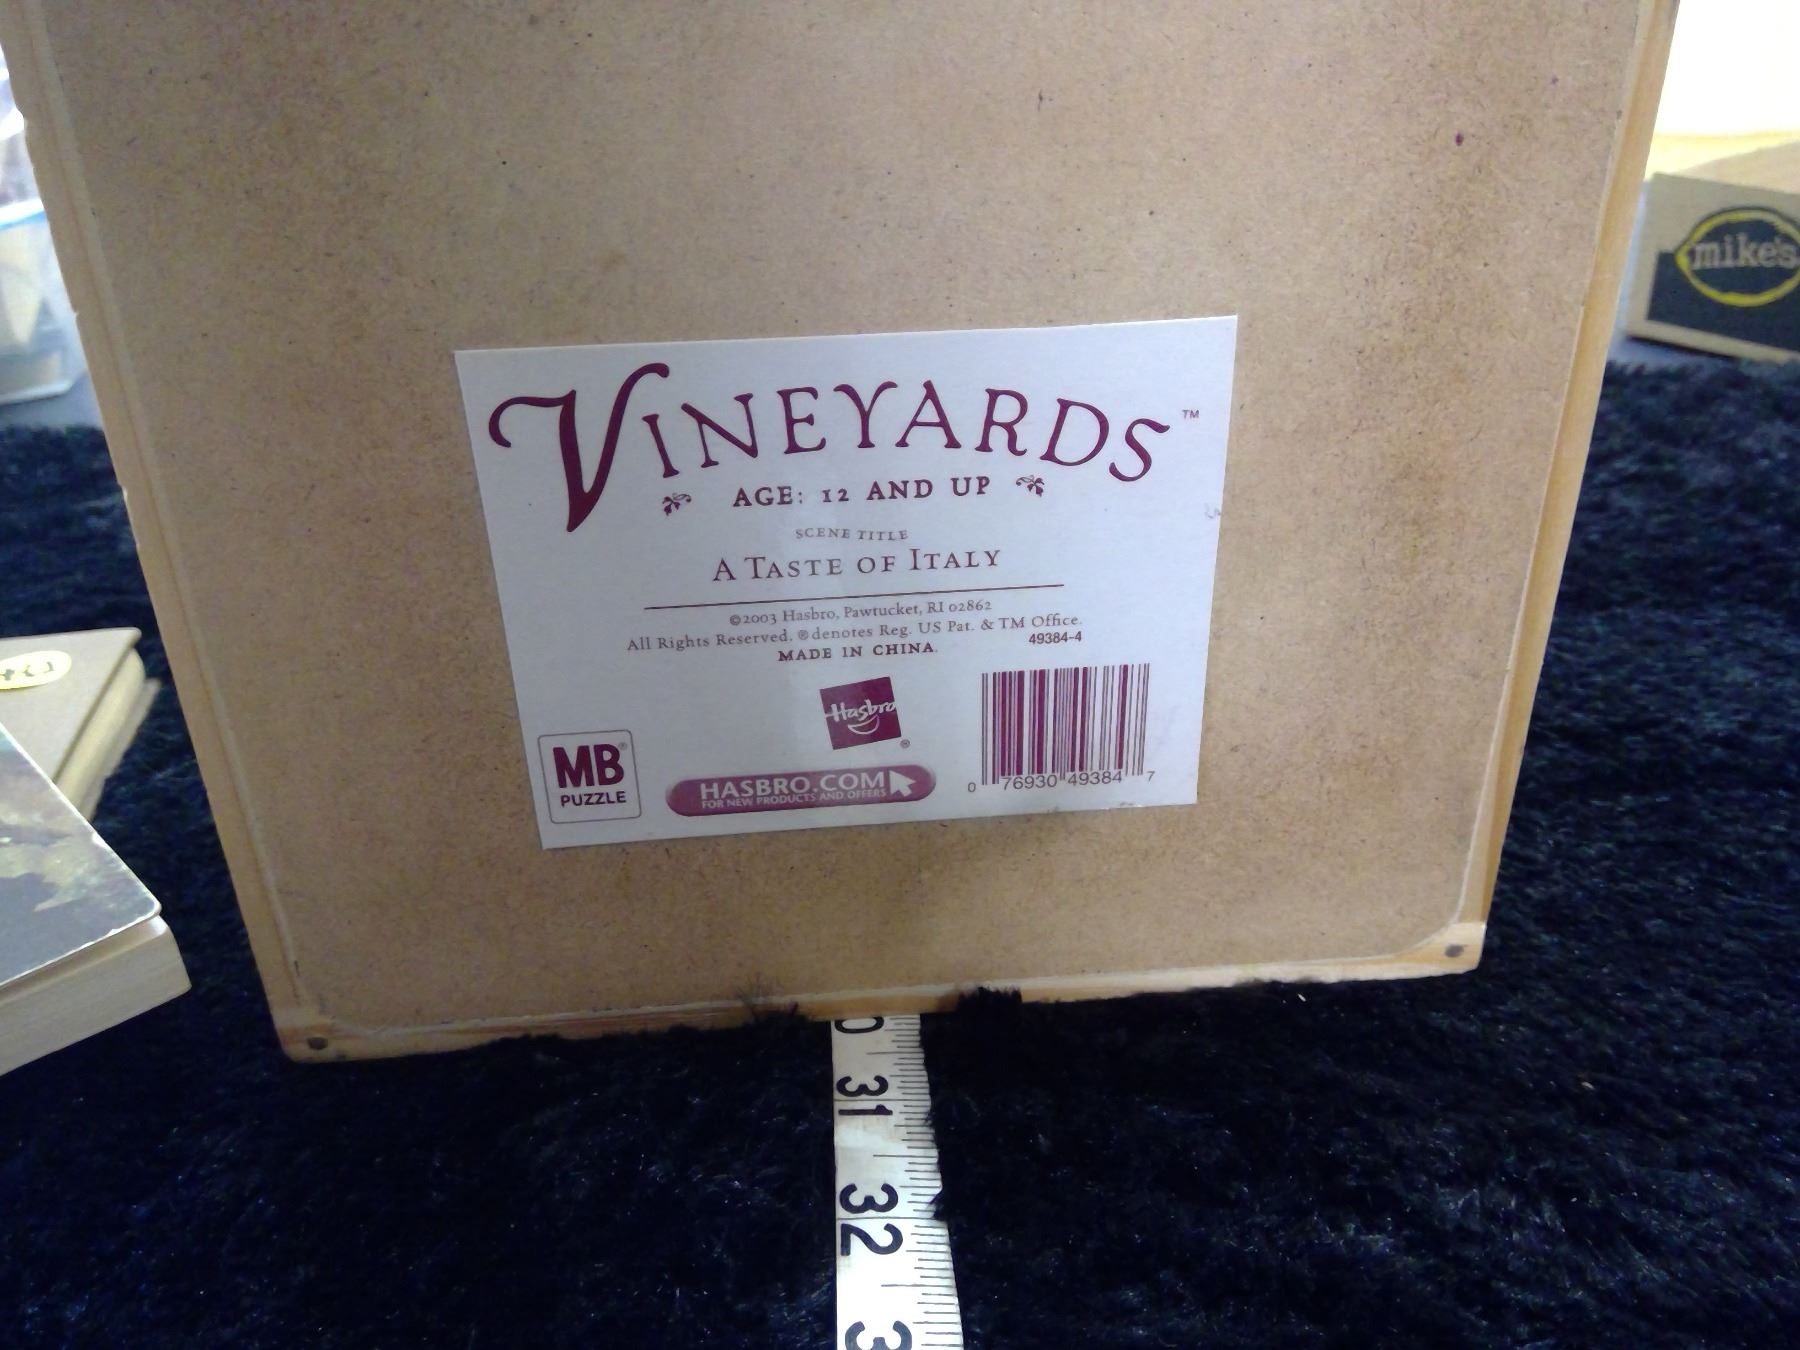 mike's
VINEYARDS™
AGE: 12 AND UP
SCENE TITLE
A TASTE OF ITALY
©2003 Hasbro, Pawtucket, RI 02862
All Rights Reserved. ® denotes Reg. US Pat. & TM Office.
MADE IN CHINA.
49384-4
Hasbro
®
MB®
PUZZLE
HASBRO.COM
FOR NEW PRODUCTS AND OFFERS
0 76930 49384 7
31
32